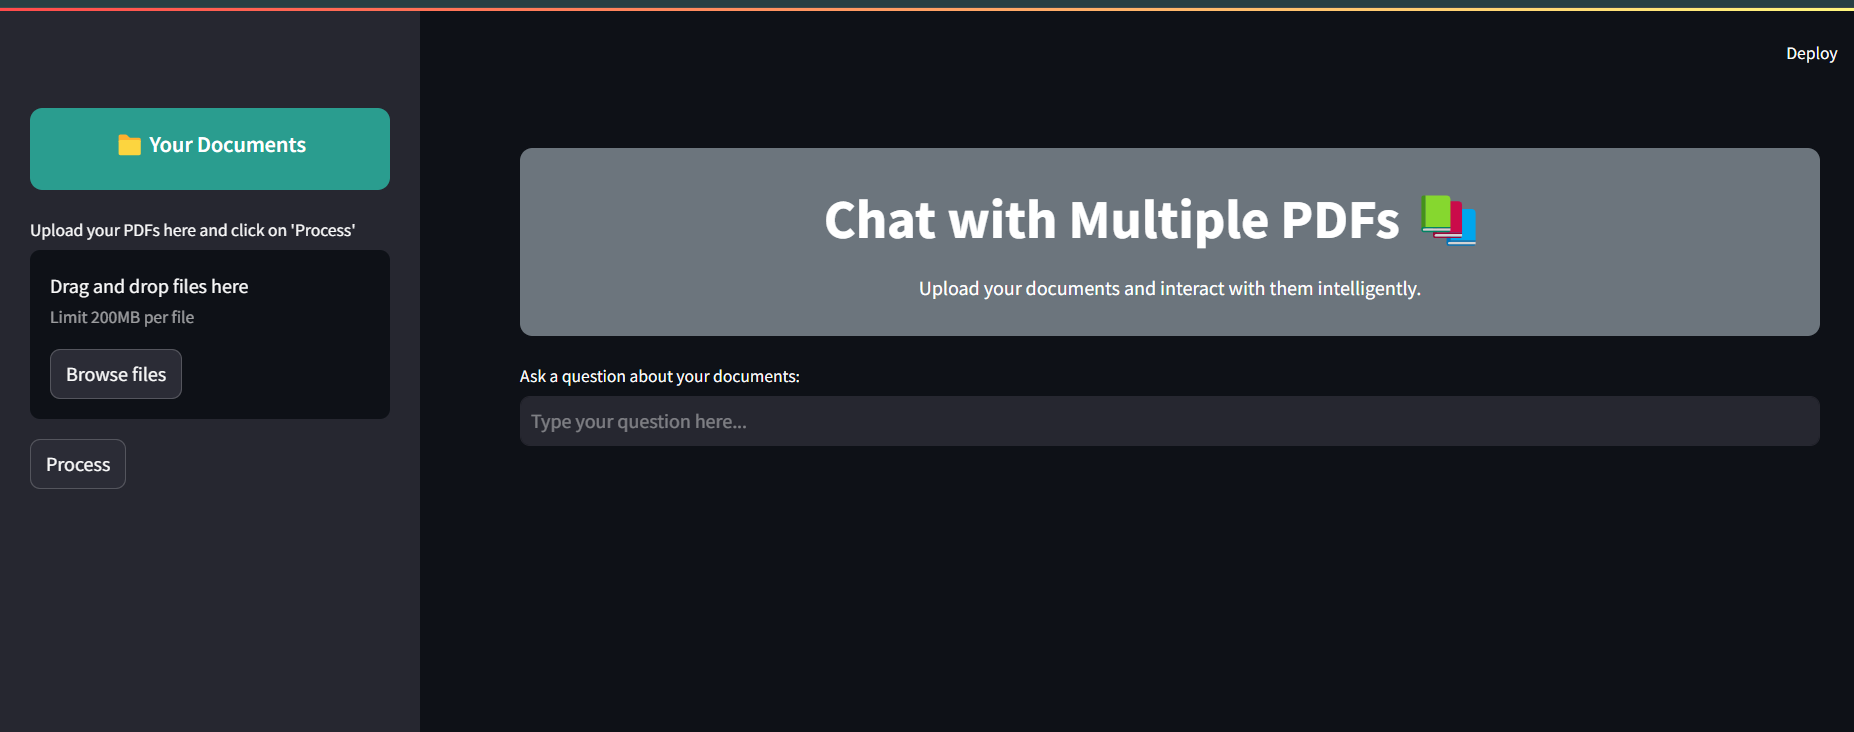 Deploy
📁 Your Documents
Upload your PDFs here and click on 'Process'
Drag and drop files here
Limit 200MB per file
Browse files
Process
Chat with Multiple PDFs 📚
Upload your documents and interact with them intelligently.
Ask a question about your documents:
Type your question here...